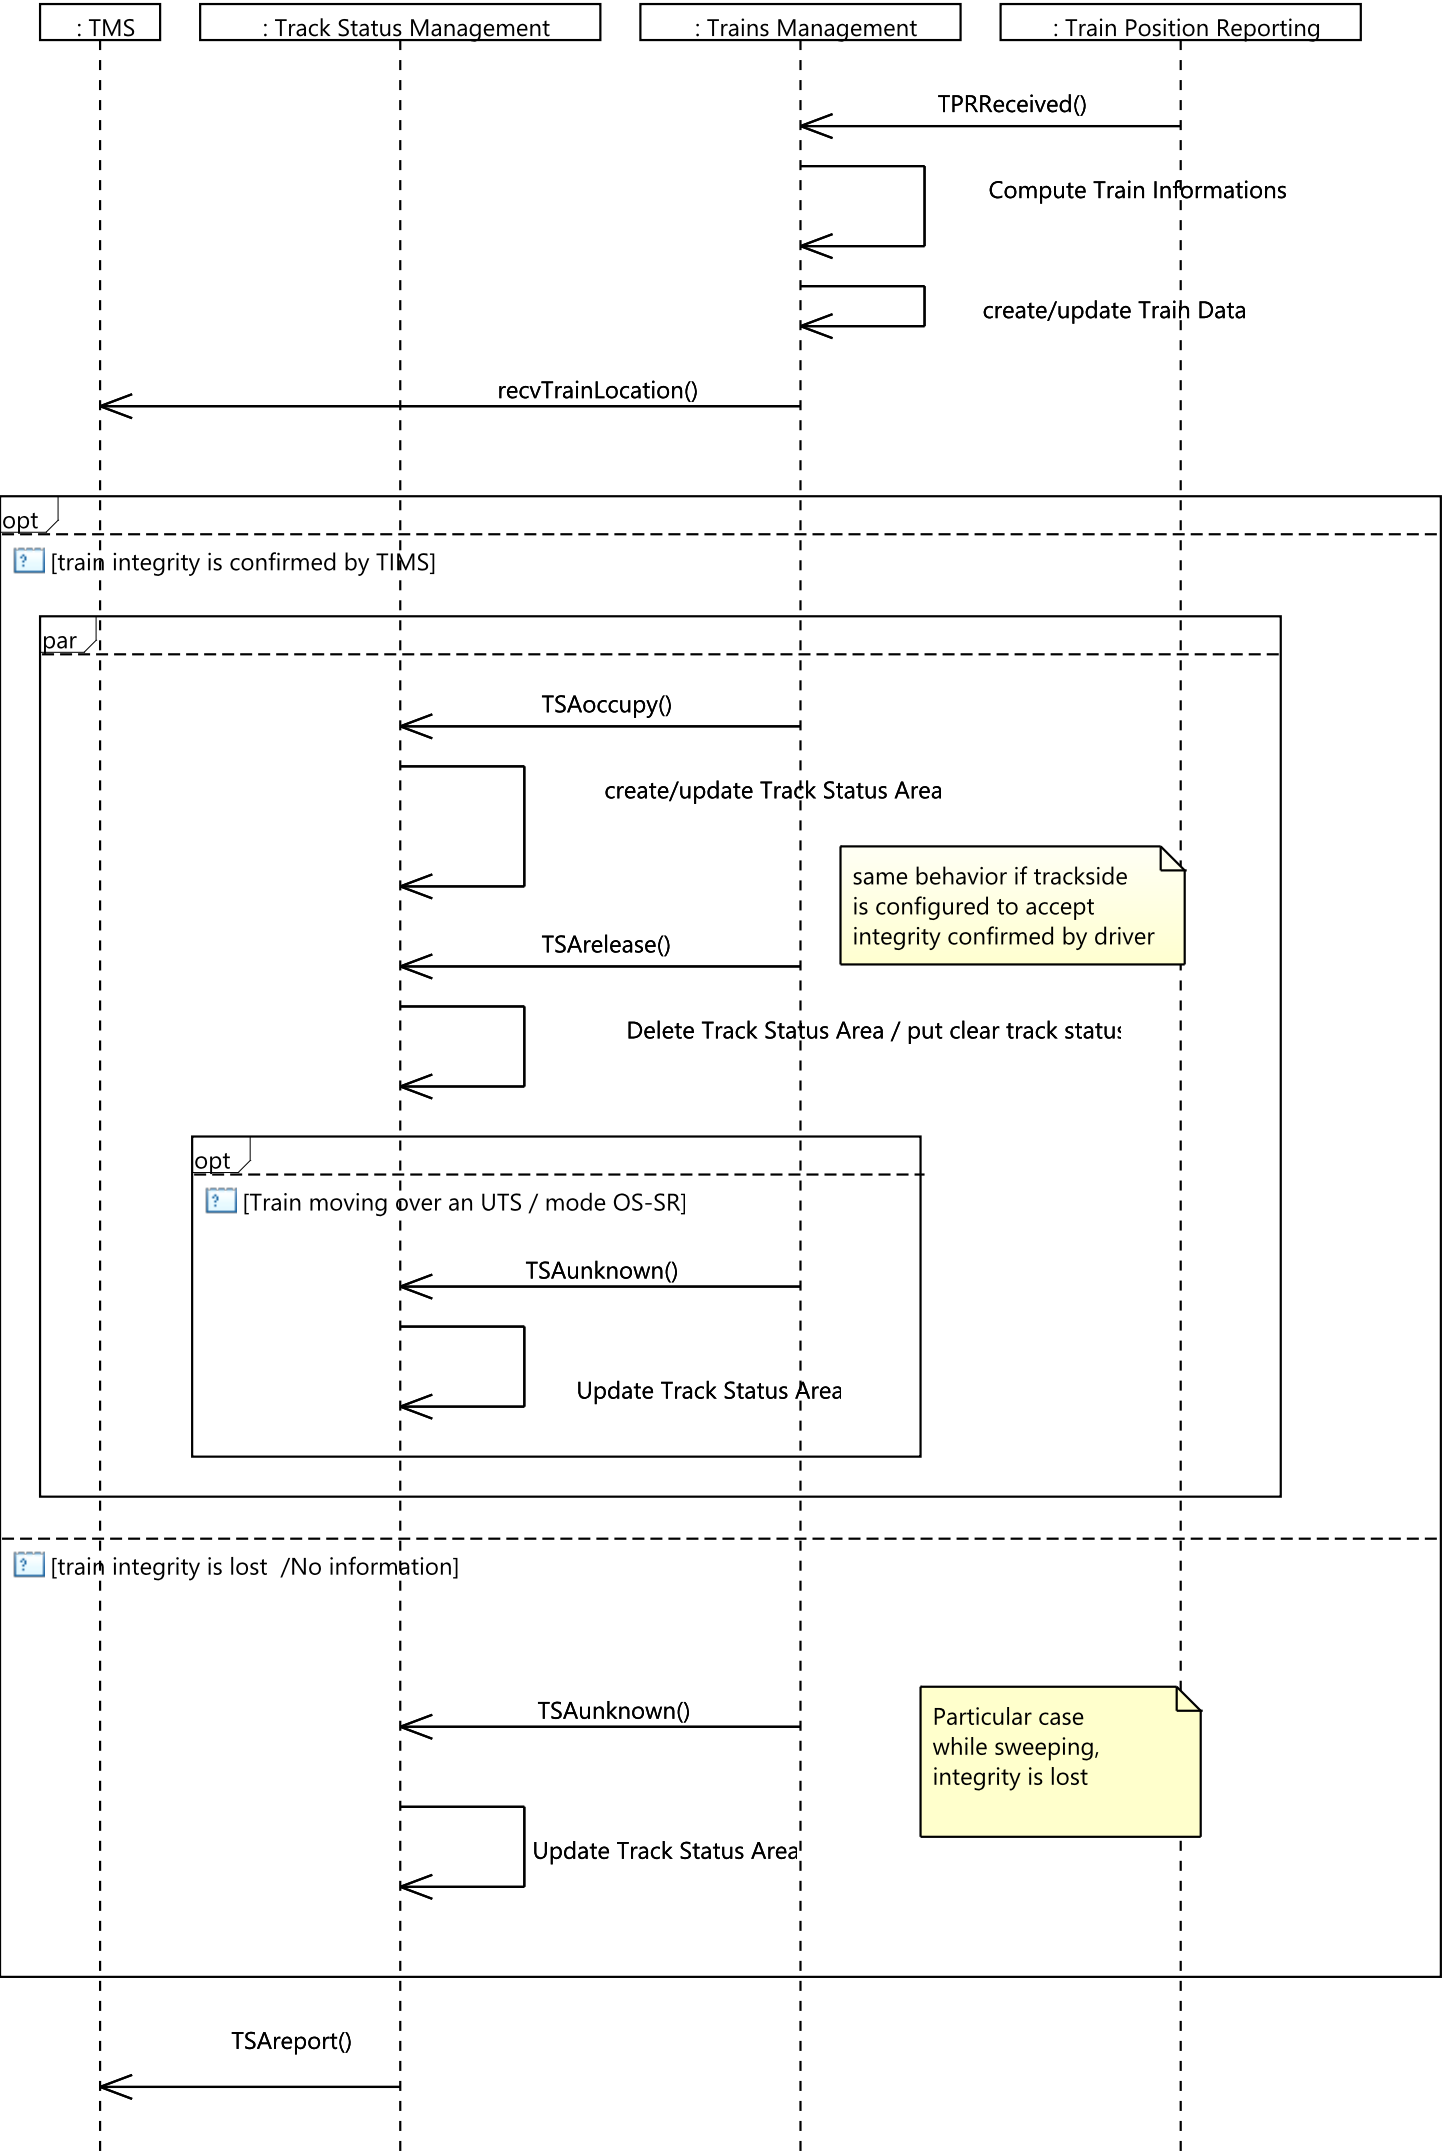 : TMS
: Track Status Management
: Trains Management
: Train Position Reporting
TPRReceived()
Compute Train Informations
create/update Train Data
recvTrainLocation()
opt
? [train integrity is confirmed by TIMS]
par
TSAoccupy()
create/update Track Status Area
same behavior if trackside
is configured to accept
integrity confirmed by driver
TSArelease()
Delete Track Status Area / put clear track status
opt
? [Train moving over an UTS / mode OS-SR]
TSAunknown()
Update Track Status Area
? [train integrity is lost  /No information]
TSAunknown()
Particular case
while sweeping,
integrity is lost
Update Track Status Area
TSAreport()